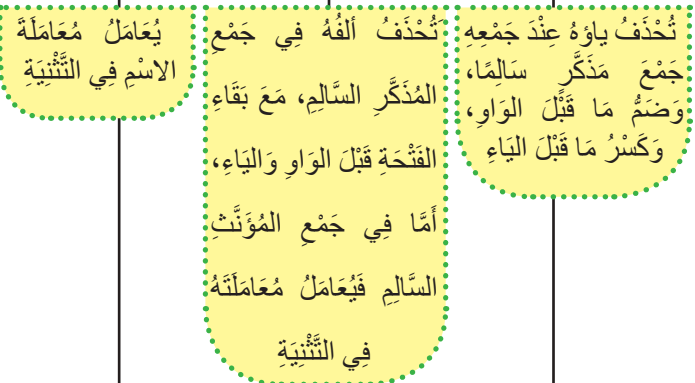 تُحْذَفُ ياؤهُ عِنْدَ جَمْعِهِ
جَمْعَ مَذَكَّرٍ سَالِمًا،
وَضَمُّ مَا قَبْلَ الوَاوِ،
وَكَسْرُ مَا قَبْلَ اليَاءِ
تُحْذَفُ ألفُهُ فِي جَمْعِ
المُذَكَّرِ السَّالِمِ، مَعَ بَقَاءِ
الفَتْحَةِ قَبْلَ الوَاوِ وَاليَاءِ،
أَمَّا فِي جَمْعِ المُؤَنَّثِ
السَّالِمِ فَيُعَامَلُ مُعَامَلَتَهُ
فِي التَّثْنِيَةِ
يُعَامَلُ مُعَامَلَةَ
الاسْمِ فِي التَّثْنِيَةِ